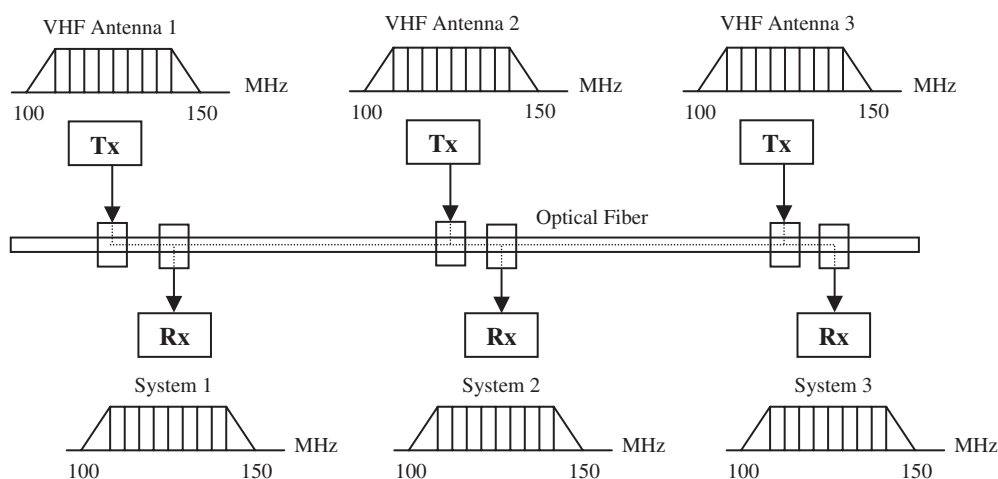 VHF Antenna 1
VHF Antenna 2
VHF Antenna 3
MHz
MHz
MHz
100
150
100
150
100
150
Tx
Tx
Tx
Optical Fiber
Rx
Rx
Rx
System 1
System 2
System 3
MHz
MHz
MHz
100
150
100
150
100
150